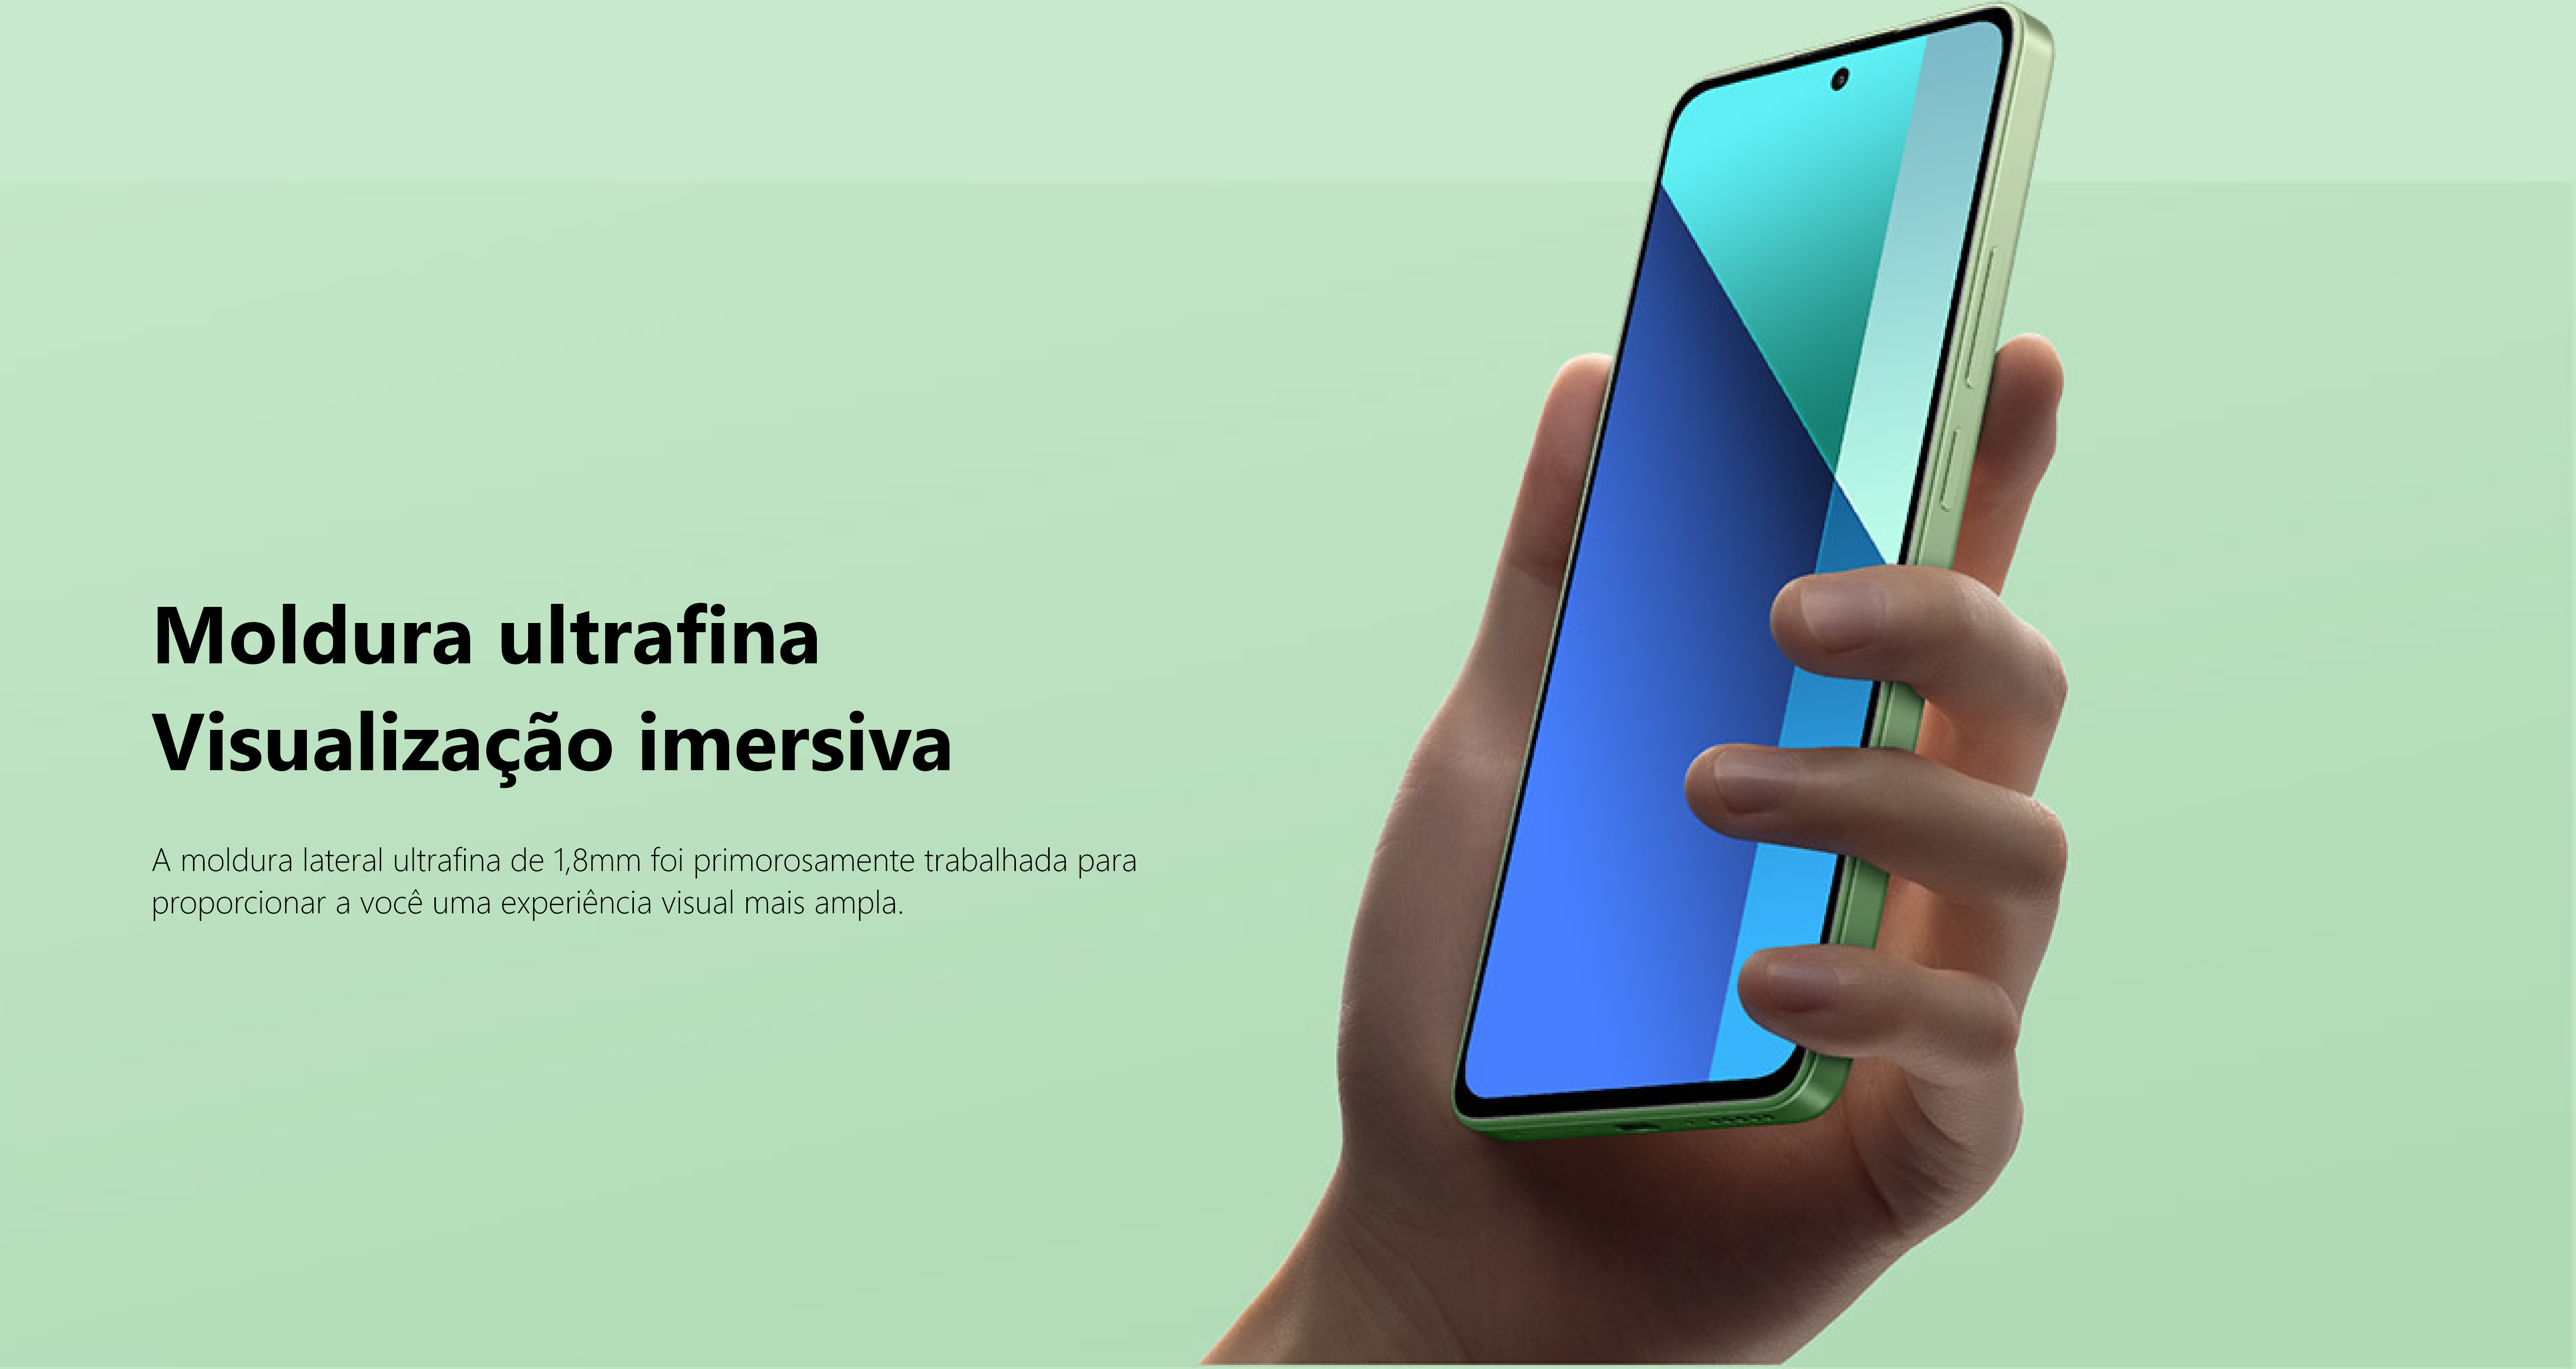 Moldura ultrafina
Visualização imersiva
A moldura lateral ultrafina de 1,8mm foi primorosamente trabalhada para
proporcionar a você uma experiência visual mais ampla.